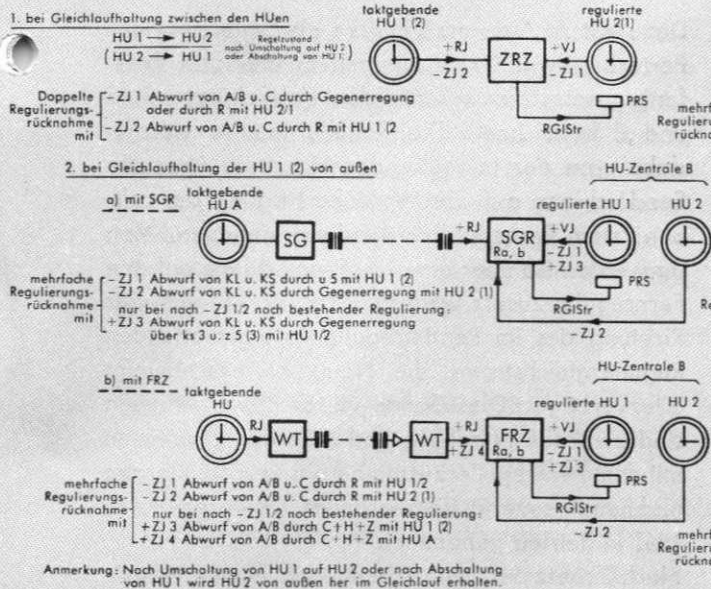 1. bei Gleichlaufhaltung zwischen den HUen
HU 1 → HU 2 Regelzustand
(HU 2 → HU 1 nach Umschaltung auf HU 2 oder Abschaltung von HU 1)
taktgebende
HU 1 (2)
regulierte
HU 2(1)
+RJ
-ZJ 2
ZRZ
+VJ
-ZJ 1
PRS
RGlStr
Doppelte
Regulierungs-
rücknahme
mit
-ZJ 1 Abwurf von A/B u. C durch Gegenerregung
oder durch R mit HU 2/1
-ZJ 2 Abwurf von A/B u. C durch R mit HU 1 (2
mehrf
Regulieru
rückn
2. bei Gleichlaufhaltung der HU 1 (2) von außen
a) mit SGR
taktgebende
HU A
SG
+RJ
SGR
Ra, b
HU-Zentrale B
regulierte HU 1
HU 2
+VJ
-ZJ 1
+ZJ 3
PRS
RGlStr
-ZJ 2
mehrfache
Regulierungs-
rücknahme
mit
-ZJ 1 Abwurf von KL u. KS durch u 5 mit HU 1 (2)
-ZJ 2 Abwurf von KL u. KS durch Gegenerregung mit HU 2 (1)
nur bei nach -ZJ 1/2 noch bestehender Regulierung:
+ZJ 3 Abwurf von KL u. KS durch Gegenerregung
über ks 3 u. z 5 (3) mit HU 1/2
Re
b) mit FRZ
taktgebende
HU
RJ
WT
WT
+RJ
+ZJ 4
FRZ
Ra, b
HU-Zentrale B
regulierte HU 1
HU 2
+VJ
-ZJ 1
+ZJ 3
PRS
RGlStr
-ZJ 2
mehrfache
Regulierungs-
rücknahme
mit
-ZJ 1 Abwurf von A/B u. C durch R mit HU 1/2
-ZJ 2 Abwurf von A/B u. C durch R mit HU 2 (1)
nur bei nach -ZJ 1/2 noch bestehender Regulierung:
+ZJ 3 Abwurf von A/B durch C+H+Z mit HU 1 (2)
+ZJ 4 Abwurf von A/B durch C+H+Z mit HU A
mehrf
Regulieru
rückn
Anmerkung: Nach Umschaltung von HU 1 auf HU 2 oder nach Abschaltung
von HU 1 wird HU 2 von außen her im Gleichlauf erhalten.